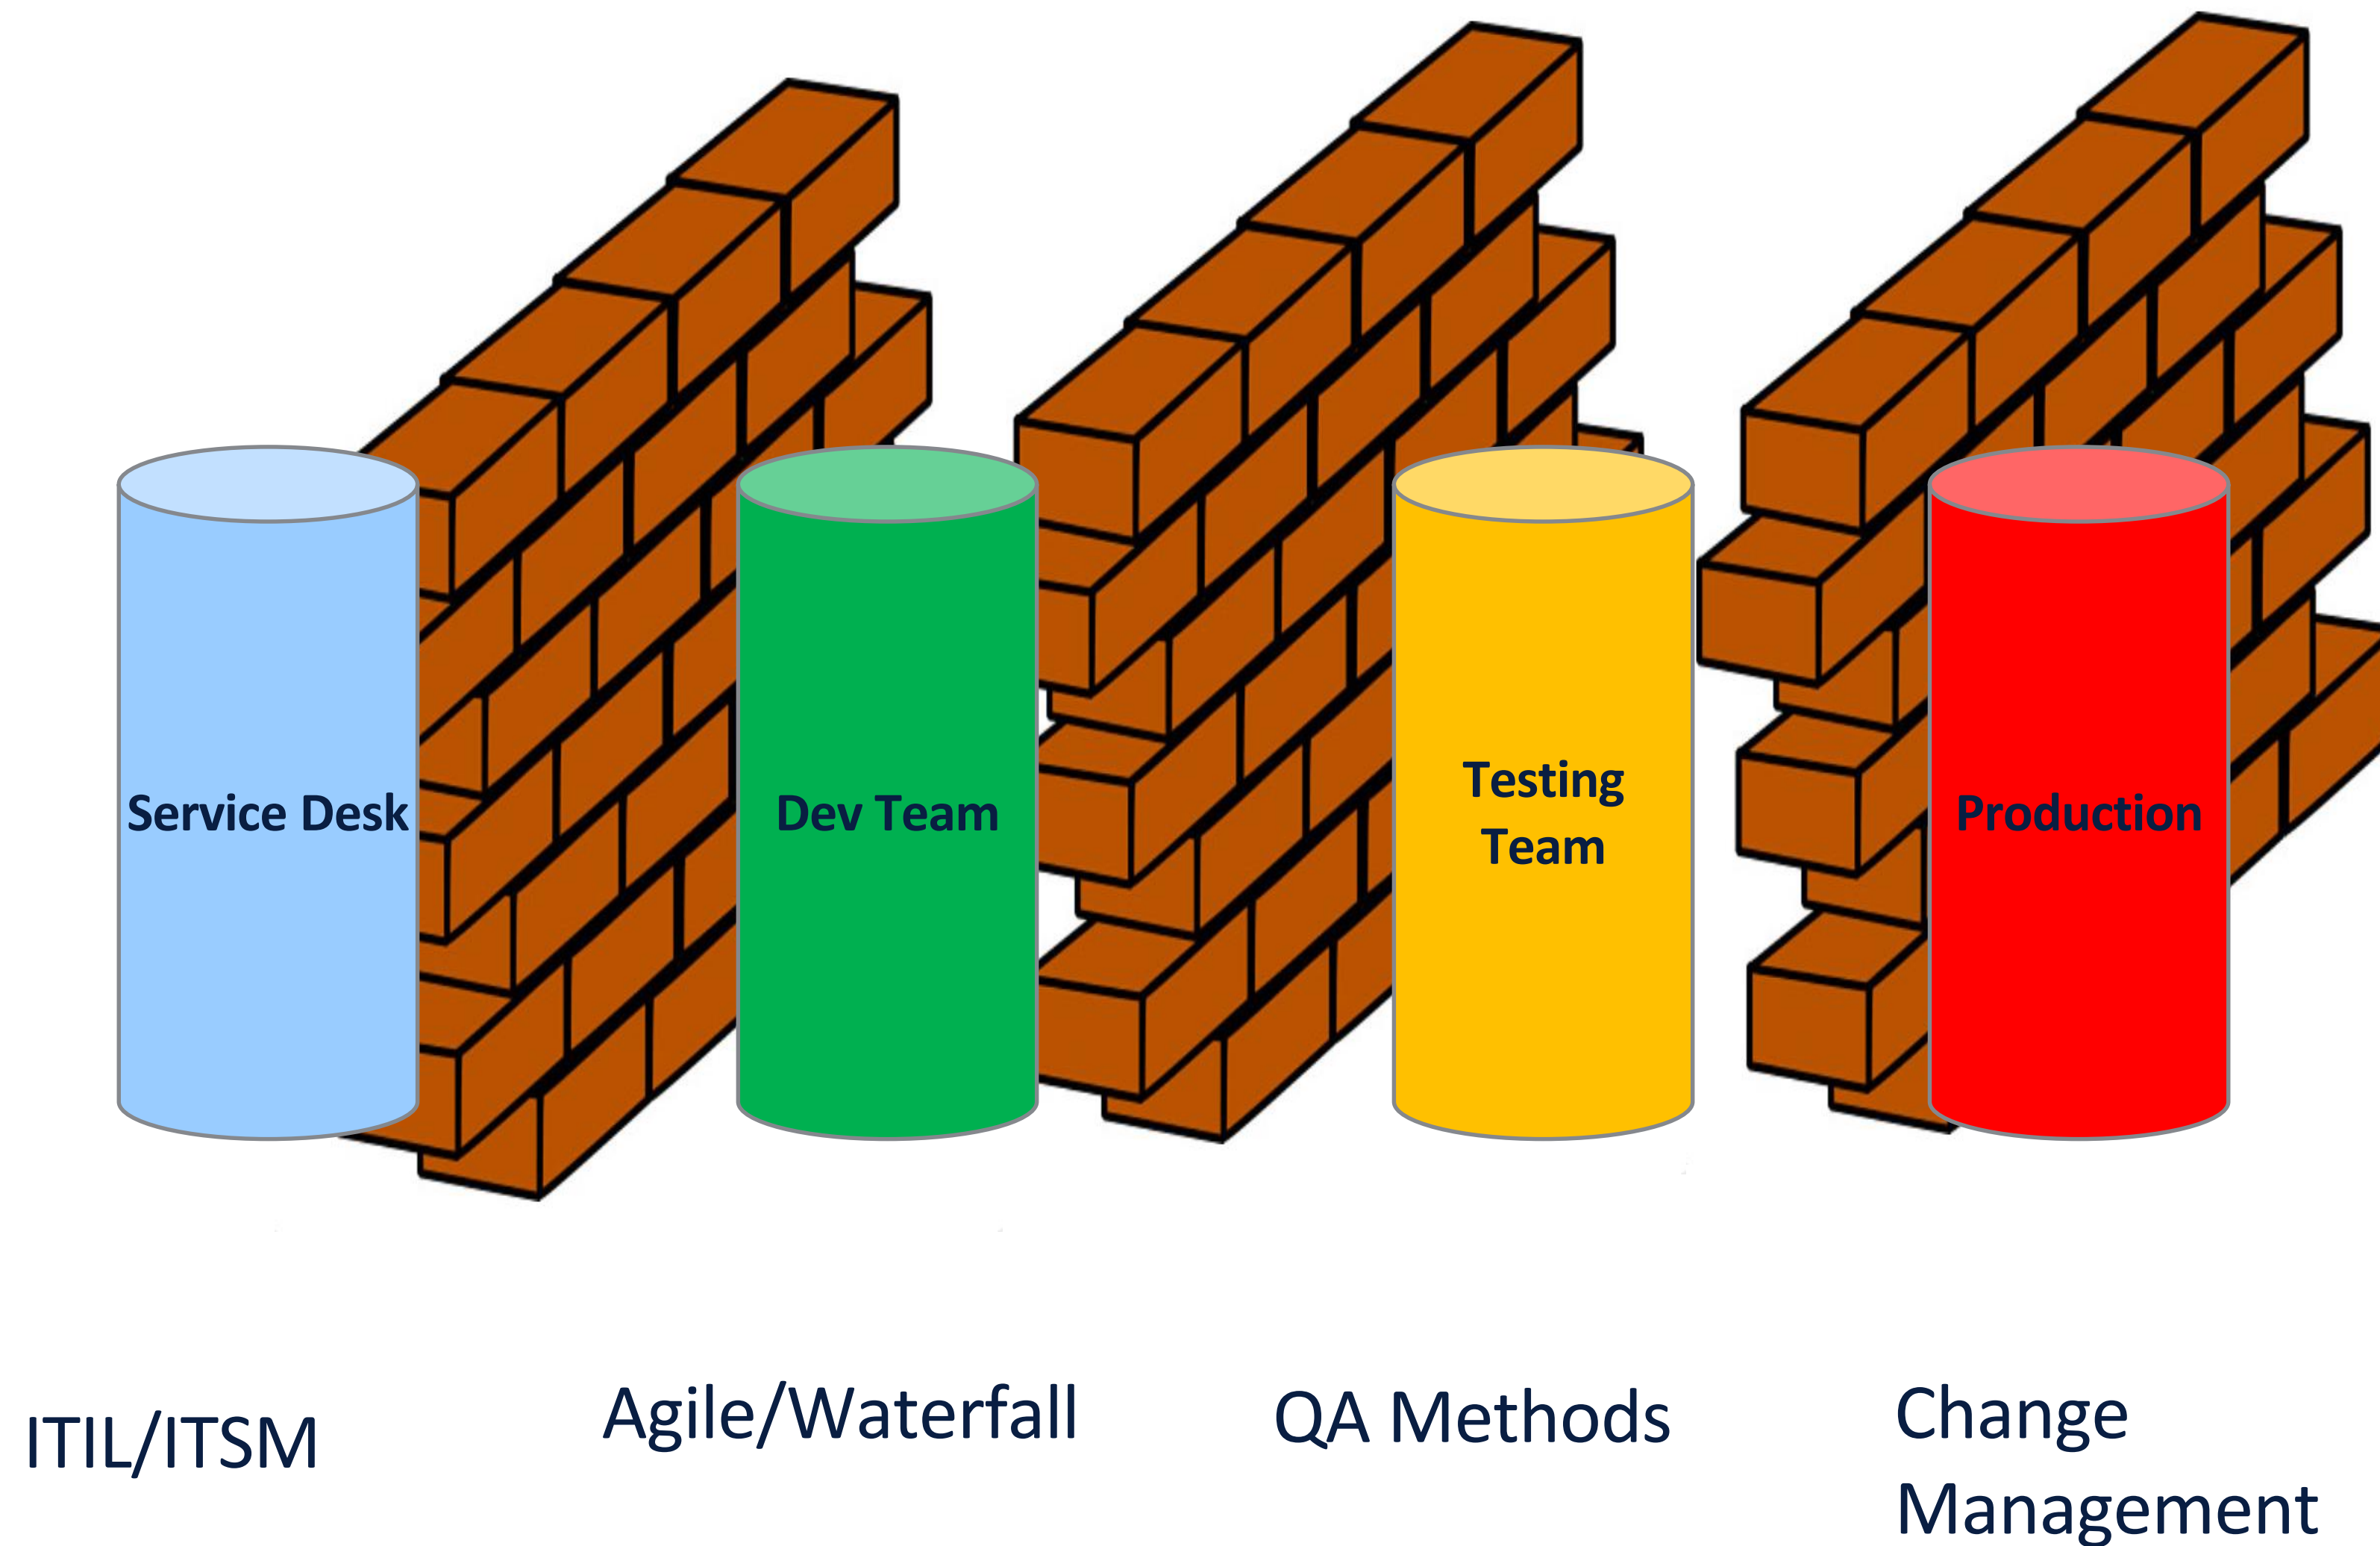 Service Desk
Dev Team
Testing
Team
Production
ITIL/ITSM
Agile/Waterfall
QA Methods
Change
Management